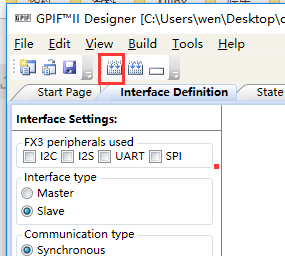 GPIF GPIF™II Designer [C:\Users\wen\Desktop\c
File Edit View Build Tools Help
Start Page Interface Definition State
Interface Settings:
FX3 peripherals used
I2C I2S UART SPI
Interface type
Master
Slave
Communication type
Synchronous